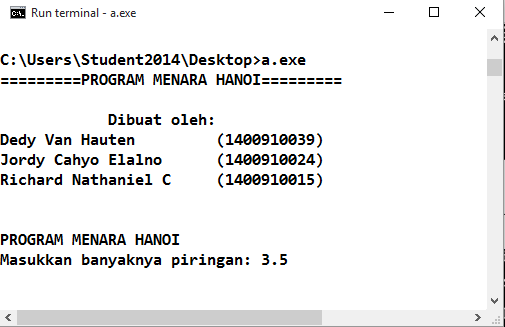 Run terminal - a.exe
C:\Users\Student2014\Desktop>a.exe
=========PROGRAM MENARA HANOI=========
Dibuat oleh:
Dedy Van Hauten (1400910039)
Jordy Cahyo Elalno (1400910024)
Richard Nathaniel C (1400910015)
PROGRAM MENARA HANOI
Masukkan banyaknya piringan: 3.5